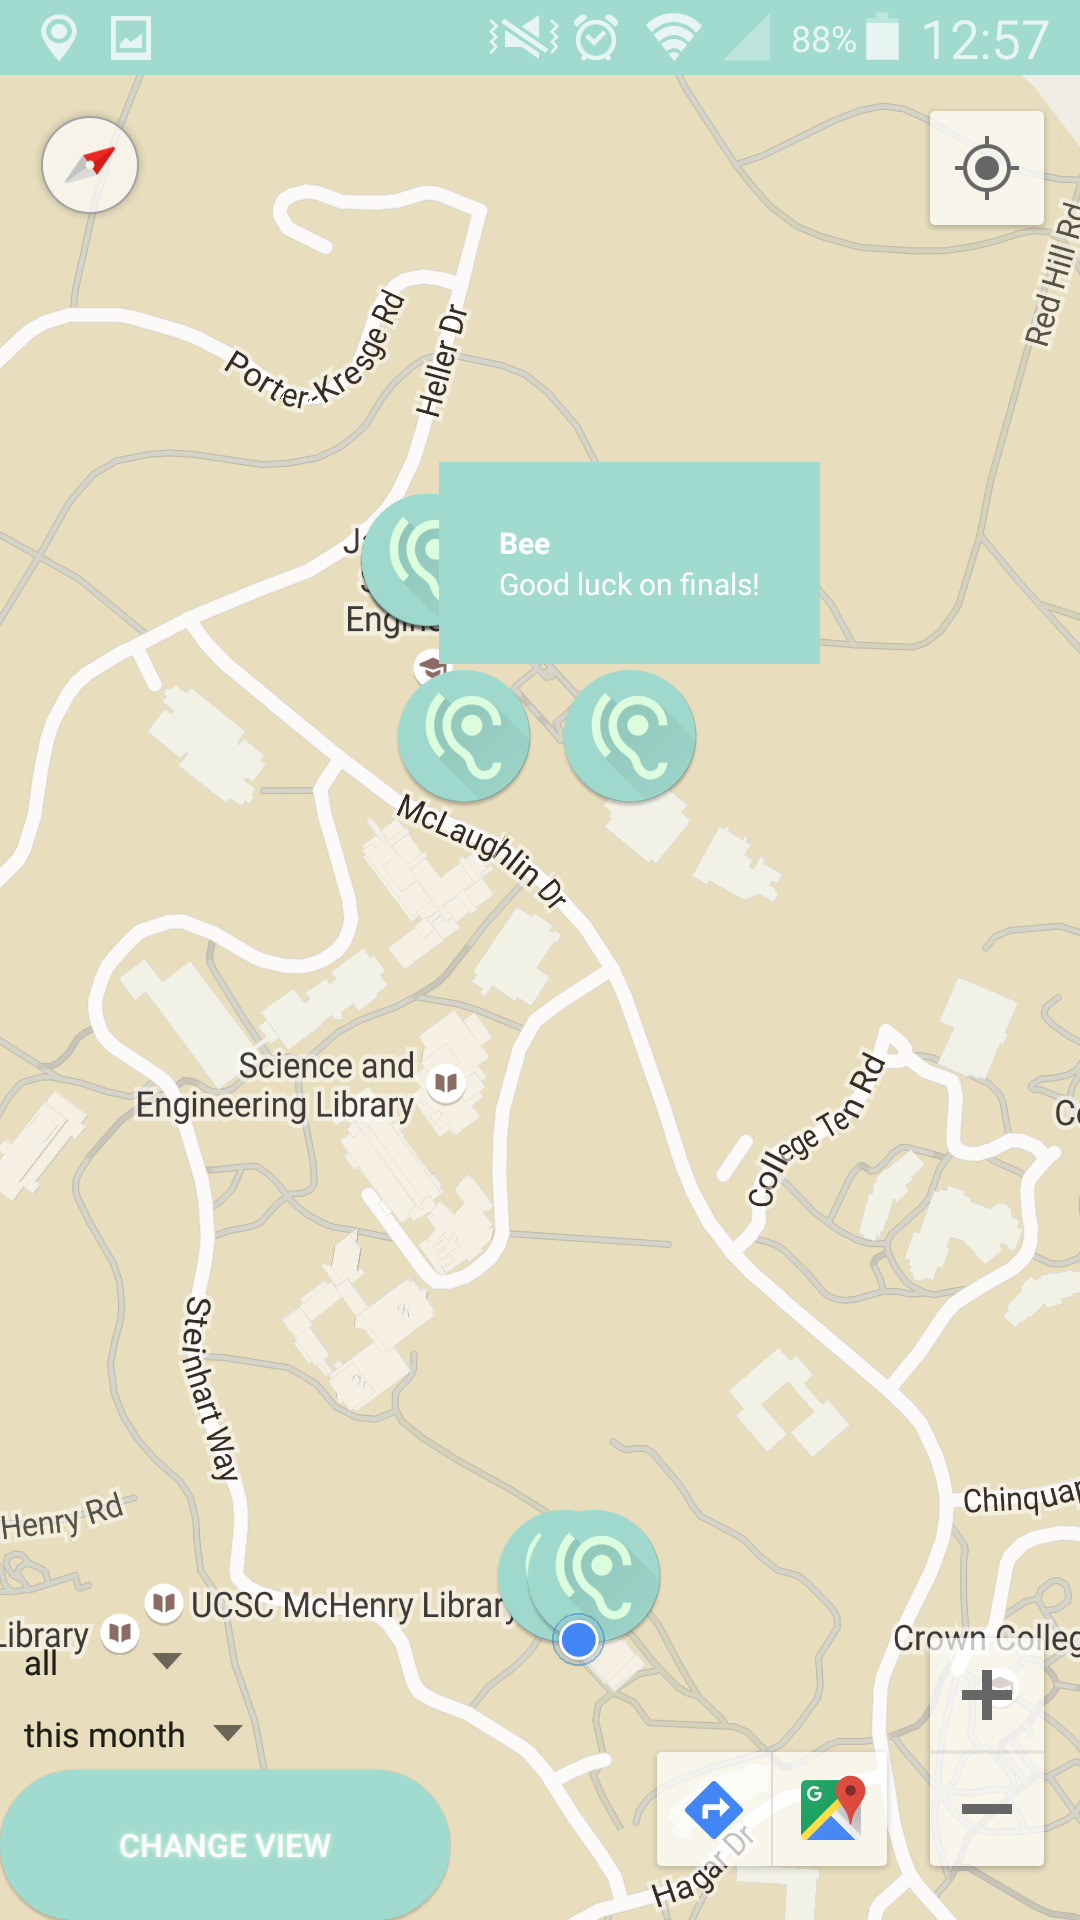 88% 12:57
Red Hill Rd
Porter-Kresge Rd
Heller Dr
Bee
Good luck on finals!
McLaughlin Dr
Science and
Engineering Library
College Ten Rd
Steinhart Way
Henry Rd
Chinquap
UCSC McHenry Library
Library
Crown Colleg
all
this month
CHANGE VIEW
G
Hagar Dr